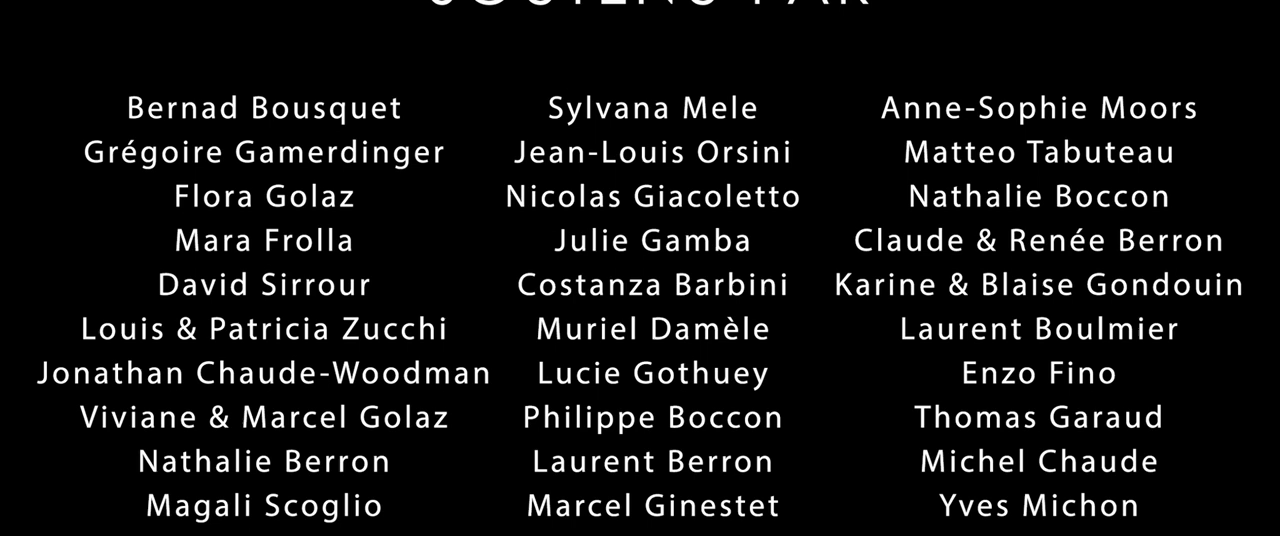 SOUTENU PAR
Bernad Bousquet
Sylvana Mele
Anne-Sophie Moors
Grégoire Gamerdinger
Jean-Louis Orsini
Matteo Tabuteau
Flora Golaz
Nicolas Giacoletto
Nathalie Boccon
Mara Frolla
Julie Gamba
Claude & Renée Berron
David Sirrour
Costanza Barbini
Karine & Blaise Gondouin
Louis & Patricia Zucchi
Muriel Damèle
Laurent Boulmier
Jonathan Chaude-Woodman
Lucie Gothuey
Enzo Fino
Viviane & Marcel Golaz
Philippe Boccon
Thomas Garaud
Nathalie Berron
Laurent Berron
Michel Chaude
Magali Scoglio
Marcel Ginestet
Yves Michon